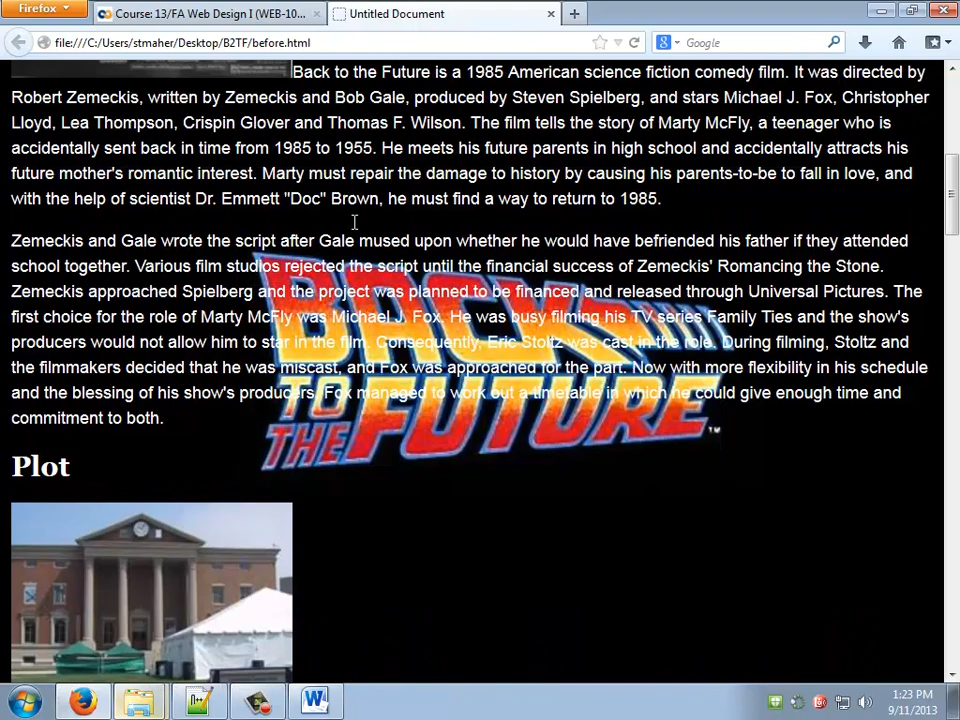 Firefox
Course: 13/FA Web Design I (WEB-10... ×
Untitled Document ×
file:///C:/Users/stmaher/Desktop/B2TF/before.html
Google
Back to the Future is a 1985 American science fiction comedy film. It was directed by
Robert Zemeckis, written by Zemeckis and Bob Gale, produced by Steven Spielberg, and stars Michael J. Fox, Christopher
Lloyd, Lea Thompson, Crispin Glover and Thomas F. Wilson. The film tells the story of Marty McFly, a teenager who is
accidentally sent back in time from 1985 to 1955. He meets his future parents in high school and accidentally attracts his
future mother's romantic interest. Marty must repair the damage to history by causing his parents-to-be to fall in love, and
with the help of scientist Dr. Emmett "Doc" Brown, he must find a way to return to 1985.
Zemeckis and Gale wrote the script after Gale mused upon whether he would have befriended his father if they attended
school together. Various film studios rejected the script until the financial success of Zemeckis' Romancing the Stone.
Zemeckis approached Spielberg and the project was planned to be financed and released through Universal Pictures. The
first choice for the role of Marty McFly was Michael J. Fox. He was busy filming his TV series Family Ties and the show's
producers would not allow him to star in the film. Consequently, Eric Stoltz was cast in the role. During filming, Stoltz and
the filmmakers decided that he was miscast, and Fox was approached for the part. Now with more flexibility in his schedule
and the blessing of his show's producers, Fox managed to work out a timetable in which he could give enough time and
commitment to both.
BACK
TO
THE FUTURE™
Plot
1:23 PM
9/11/2013